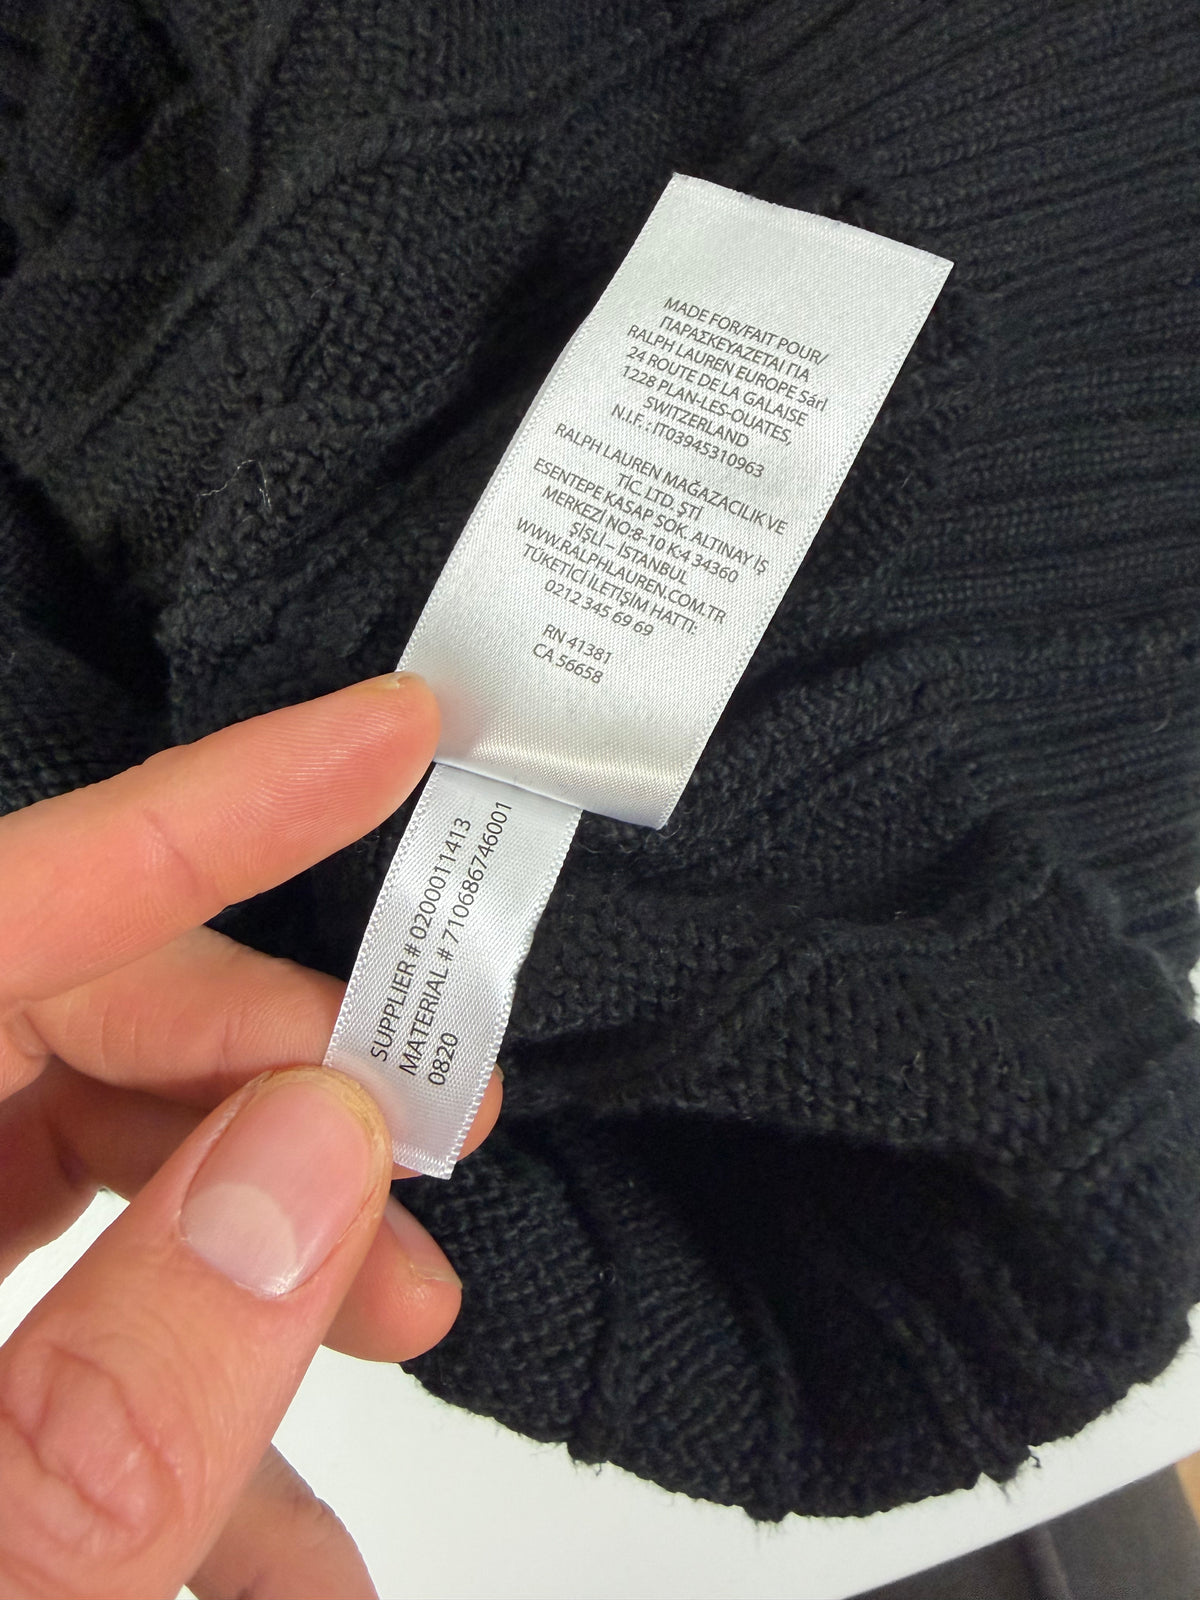 MADE FOR/FAIT POUR/
ΠΑΡΑΣΚΕΥΑΖΕΤΑΙ ΓΙΑ
RALPH LAUREN EUROPE Sàrl
24 ROUTE DE LA GALAISE
1228 PLAN-LES-OUATES,
SWITZERLAND
N.I.F. : IT03945310963
RALPH LAUREN MAĞAZACILIK VE
TİC. LTD. ŞTİ
ESENTEPE KASAP SOK. ALTINAY İŞ
MERKEZİ NO:8-10 K:4 34360
ŞİŞLİ – İSTANBUL
WWW.RALPHLAUREN.COM.TR
TÜKETİCİ İLETİŞİM HATTI:
0212 345 69 69
RN 41381
CA 56658
SUPPLIER # 0200011413
MATERIAL # 710686746001
0820